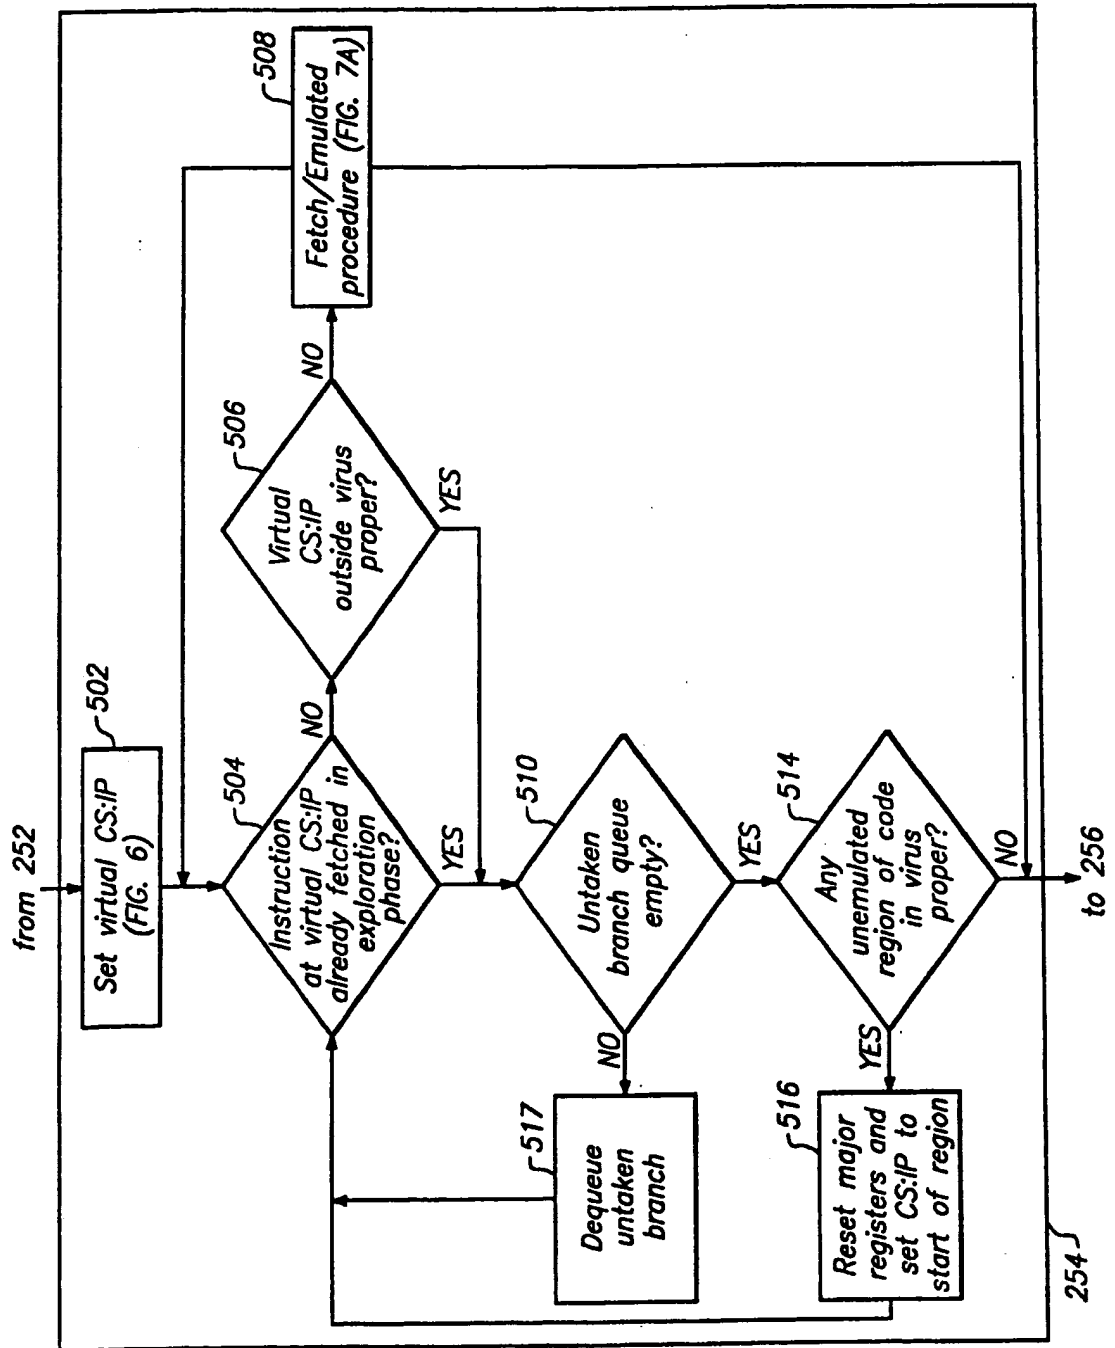 from 252
502
Set virtual CS:IP
(FIG. 6)
504
Instruction
at virtual CS:IP
already fetched in
exploration
phase?
NO
YES
506
Virtual
CS:IP
outside virus
proper?
NO
YES
508
Fetch/Emulated
procedure (FIG. 7A)
510
Untaken
branch queue
empty?
NO
YES
517
Dequeue
untaken
branch
514
Any
unemulated
region of code
in virus
proper?
YES
NO
516
Reset major
registers and
set CS:IP to
start of region
254
to 256